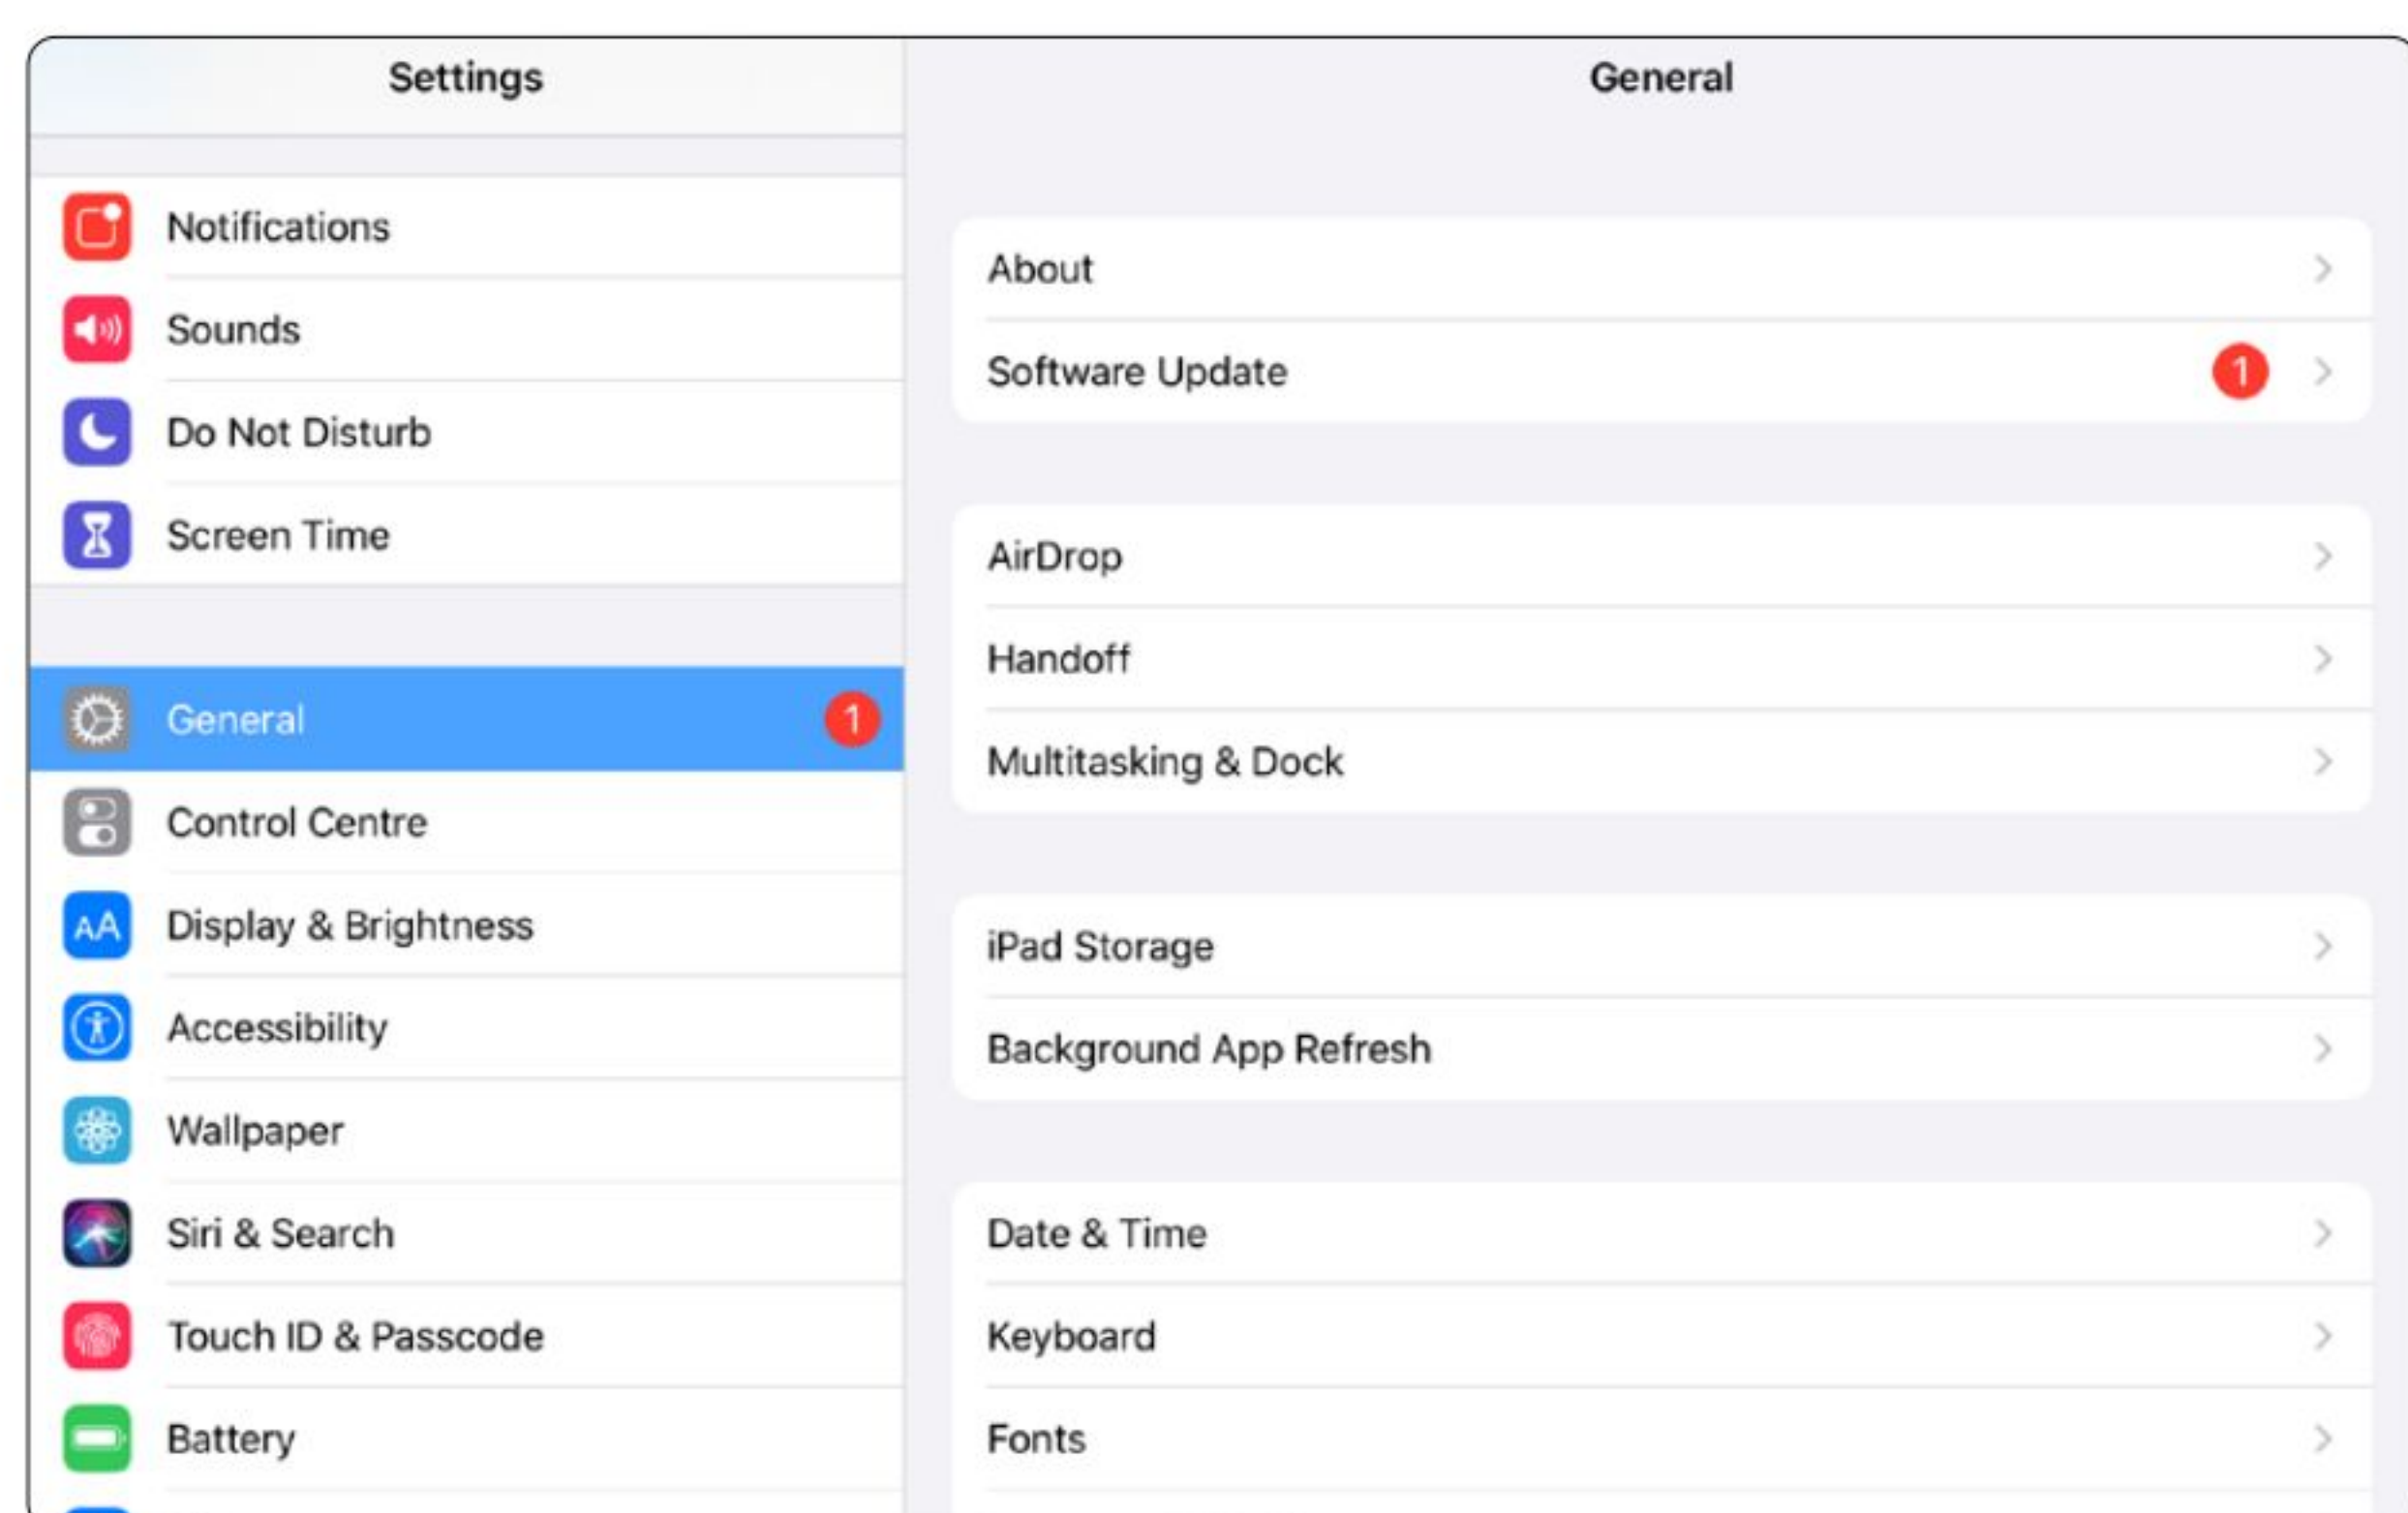 Settings
Notifications
Sounds
Do Not Disturb
Screen Time
General
1
Control Centre
AA Display & Brightness
Accessibility
Wallpaper
Siri & Search
Touch ID & Passcode
Battery
General
About
Software Update
1
AirDrop
Handoff
Multitasking & Dock
iPad Storage
Background App Refresh
Date & Time
Keyboard
Fonts